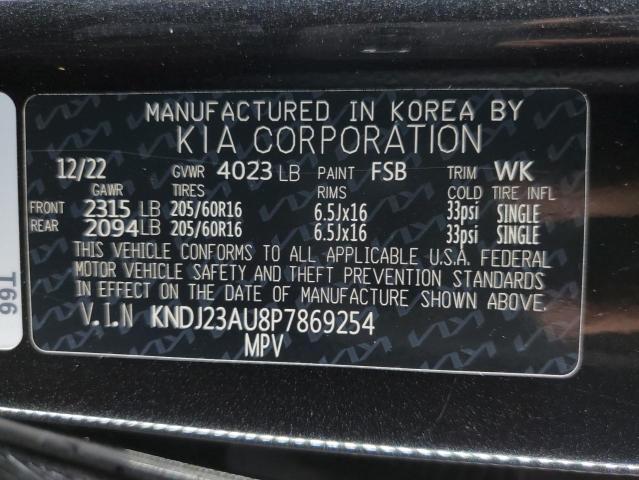 MANUFACTURED IN KOREA BY
KIA CORPORATION
12/22 GVWR 4023 LB PAINT FSB TRIM WK
GAWR TIRES RIMS COLD TIRE INFL
FRONT 2315 LB 205/60R16 6.5Jx16 33psi SINGLE
REAR 2094 LB 205/60R16 6.5Jx16 33psi SINGLE
THIS VEHICLE CONFORMS TO ALL APPLICABLE U.S.A. FEDERAL
MOTOR VEHICLE SAFETY AND THEFT PREVENTION STANDARDS
IN EFFECT ON THE DATE OF MANUFACTURE SHOWN ABOVE.
V.I.N KNDJ23AU8P7869254
MPV
99T